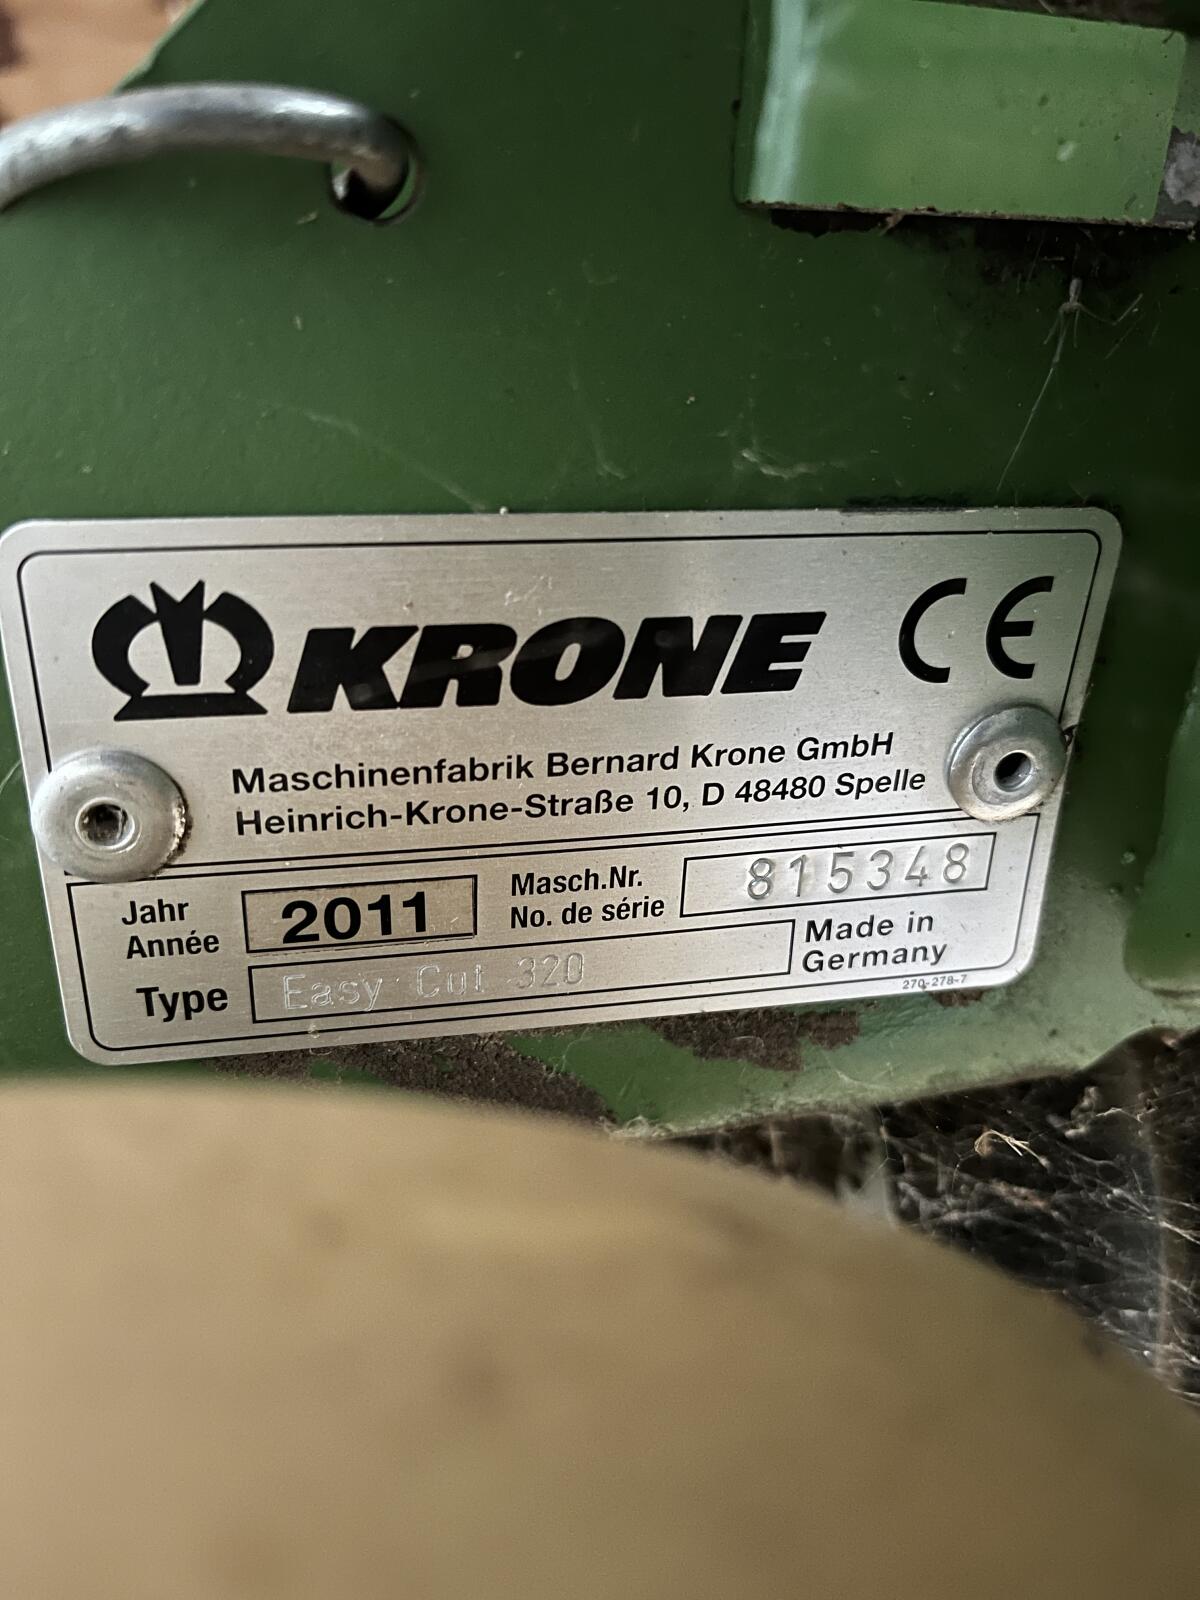 KRONE CE
Maschinenfabrik Bernard Krone GmbH
Heinrich-Krone-Straße 10, D 48480 Spelle
Jahr
Année
2011
Masch.Nr.
No. de série
815348
Type
Easy Cut 320
Made in
Germany
270-278-7